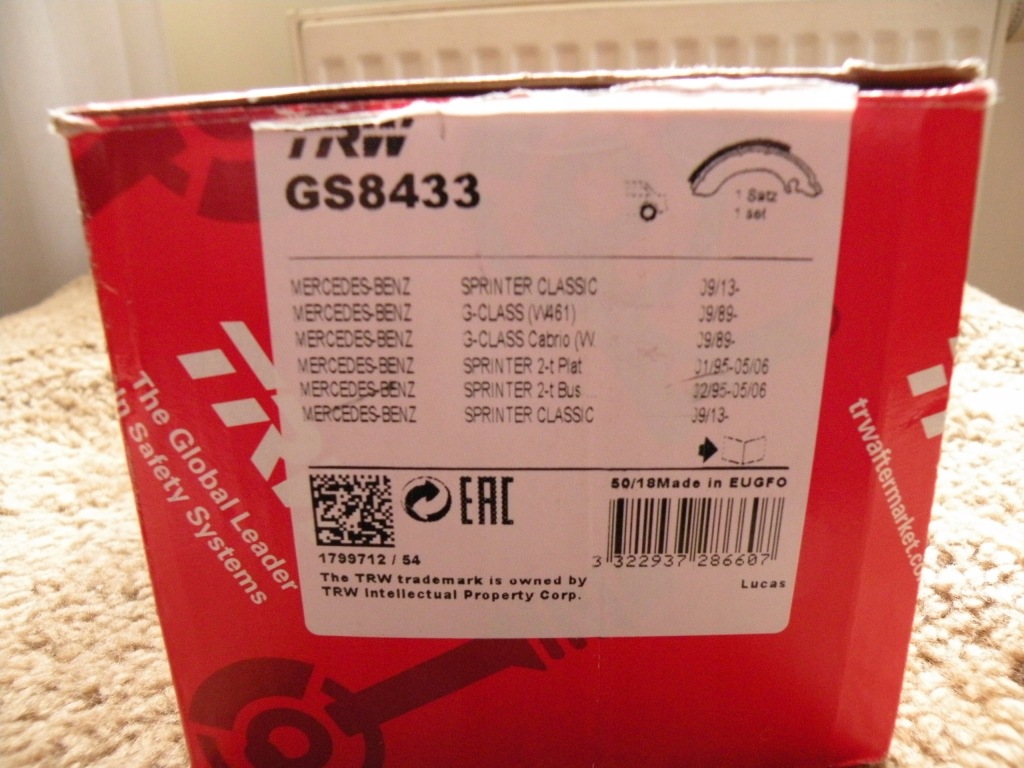 TRW
GS8433
1 Satz
1 set
MERCEDES-BENZ SPRINTER CLASSIC 09/13-
MERCEDES-BENZ G-CLASS (W461) 09/89-
MERCEDES-BENZ G-CLASS Cabrio (W 09/89-
MERCEDES-BENZ SPRINTER 2-t Plat 01/95-05/06
MERCEDES-BENZ SPRINTER 2-t Bus ... 02/95-05/06
MERCEDES-BENZ SPRINTER CLASSIC 09/13-
50/18 Made in EUGFO
EAC
3 322937 286607
1799712 / 54
The TRW trademark is owned by
TRW Intellectual Property Corp.
Lucas
TRW
The Global Leader
in Safety Systems
trwaftermarket.co